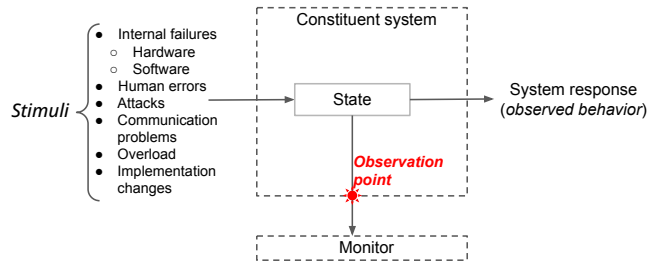 Constituent system
Stimuli
● Internal failures
○ Hardware
○ Software
● Human errors
● Attacks
● Communication
problems
● Overload
● Implementation
changes
State
System response
(observed behavior)
Observation
point
Monitor